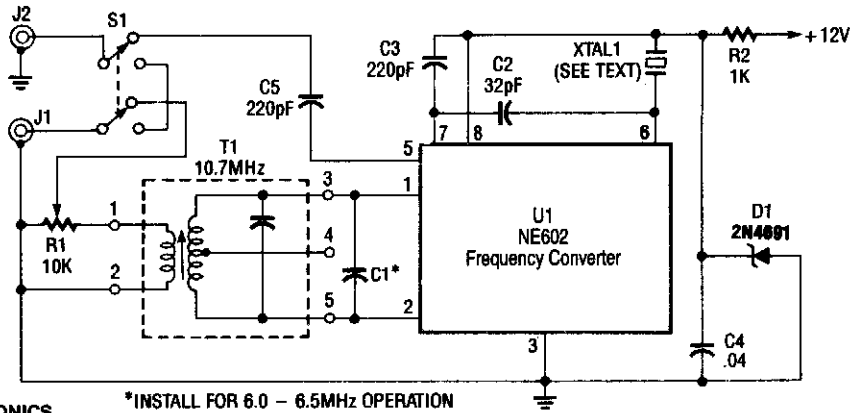 J2
S1
C3
220pF
C2
32pF
XTAL1
(SEE TEXT)
R2
1K
+ 12V
C5
220pF
J1
7
8
6
5
T1
10.7MHz
3
1
U1
NE602
Frequency Converter
D1
2N4691
1
4
R1
10K
C1*
2
5
2
3
C4
.04
*INSTALL FOR 6.0 – 6.5MHz OPERATION